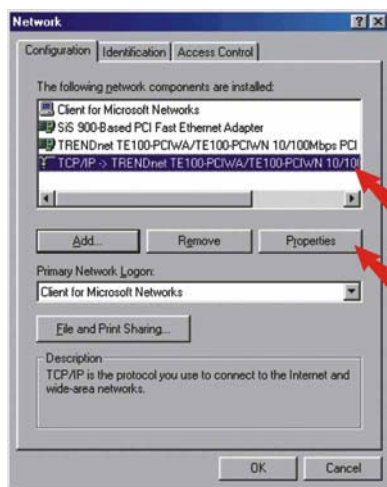 Network
Configuration Identification Access Control
The following network components are installed:
Client for Microsoft Networks
SiS 900-Based PCI Fast Ethernet Adapter
TRENDnet TE100-PCIWA/TE100-PCIWN 10/100Mbps PCI
TCP/IP -> TRENDnet TE100-PCIWA/TE100-PCIWN 10/100
Add... Remove Properties
Primary Network Logon:
Client for Microsoft Networks
File and Print Sharing...
Description
TCP/IP is the protocol you use to connect to the Internet and
wide-area networks.
OK Cancel